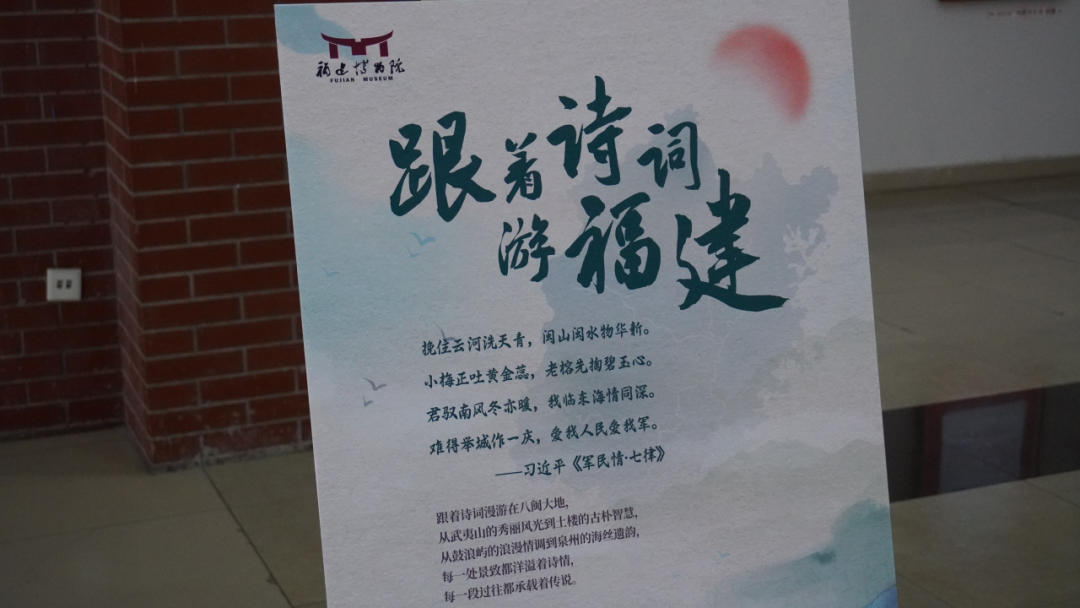 福建博物院
FUJIAN MUSEUM
跟着诗词
游福建
挽住云河洗天青，闽山闽水物华新。
小梅正吐黄金蕊，老榕先掬碧玉心。
君驭南风冬亦暖，我临东海情同深。
难得举城作一庆，爱我人民爱我军。
——习近平《军民情·七律》
跟着诗词漫游在八闽大地，
从武夷山的秀丽风光到土楼的古朴智慧，
从鼓浪屿的浪漫情调到泉州的海丝遗韵，
每一处景致都洋溢着诗情，
每一段过往都承载着传说。